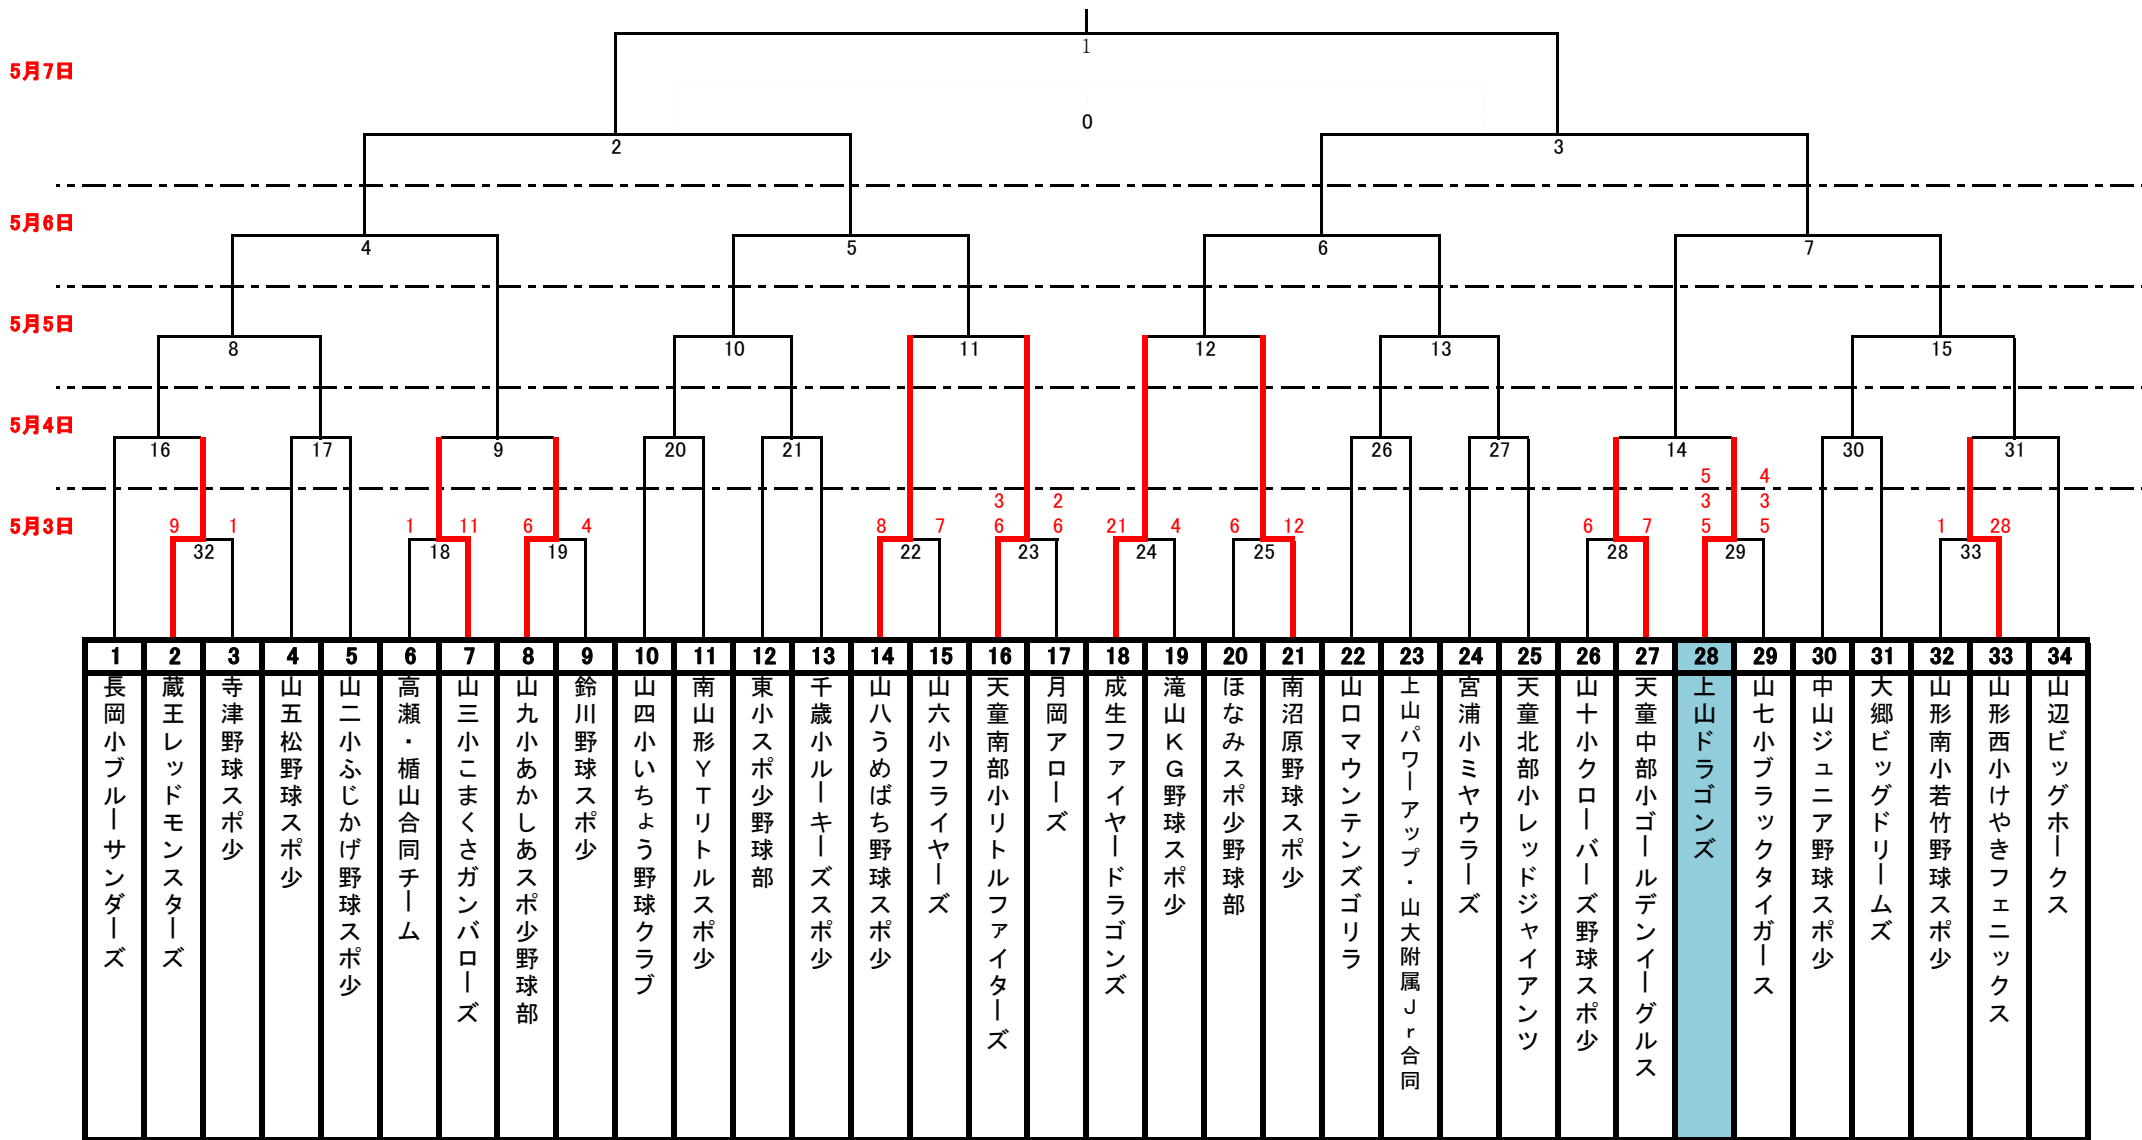 1
5月7日
0
2 3
5月6日
4 5 6 7
5月5日
8 10 11 12 13 15
5月4日
16 17 9 20 21 26 27 14 30 31
5 4
3 2 3 3
5月3日 9 1 1 11 6 4 8 7 6 6 21 4 6 12 6 7 5 5 1 28
32 18 19 22 23 24 25 28 29 33
1 2 3 4 5 6 7 8 9 10 11 12 13 14 15 16 17 18 19 20 21 22 23 24 25 26 27 28 29 30 31 32 33 34
長岡小ブルーサンダーズ
蔵王レッドモンスターズ
寺津野球スポ少
山五松野球スポ少
山二小ふじかげ野球スポ少
高瀬・楯山合同チーム
山三小こまくさガンバローズ
山九小あかしあスポ少野球部
鈴川野球スポ少
山四小いちょう野球クラブ
南山形YTリトルスポ少
東小スポ少野球部
千歳小ルーキーズスポ少
山八うめばち野球スポ少
山六小フライヤーズ
天童南部小リトルファイターズ
月岡アローズ
成生ファイヤードラゴンズ
滝山KG野球スポ少
ほなみスポ少野球部
南沼原野球スポ少
山口マウンテンズゴリラ
上山パワーアップ・山大附属Jr合同
宮浦小ミヤウラーズ
天童北部小レッドジャイアンツ
山十小クローバーズ野球スポ少
天童中部小ゴールデンイーグルス
上山ドラゴンズ
山七小ブラックタイガース
中山ジュニア野球スポ少
大郷ビッグドリームズ
山形南小若竹野球スポ少
山形西小けやきフェニックス
山辺ビッグホークス